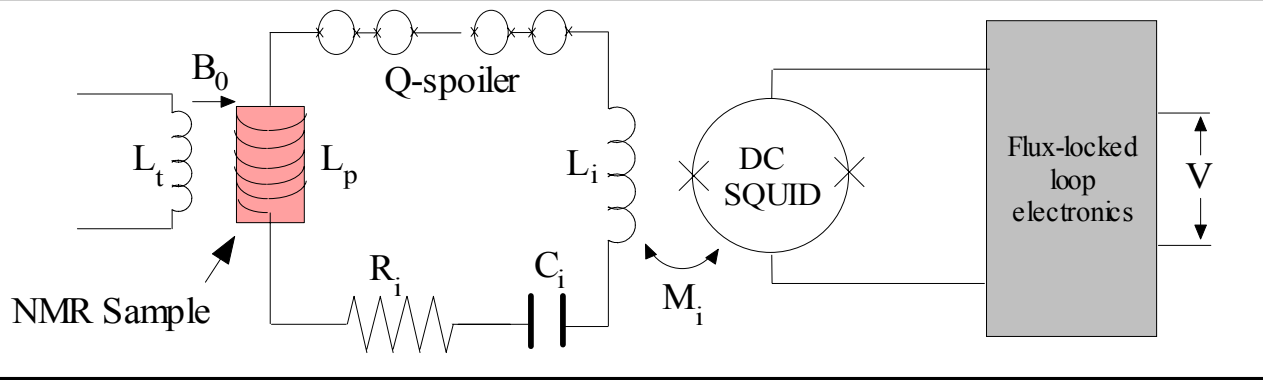 B0
Q-spoiler
Lt
Lp
Li
DC
SQUID
Flux-locked
loop
electronics
V
Ri
Ci
Mi
NMR Sample